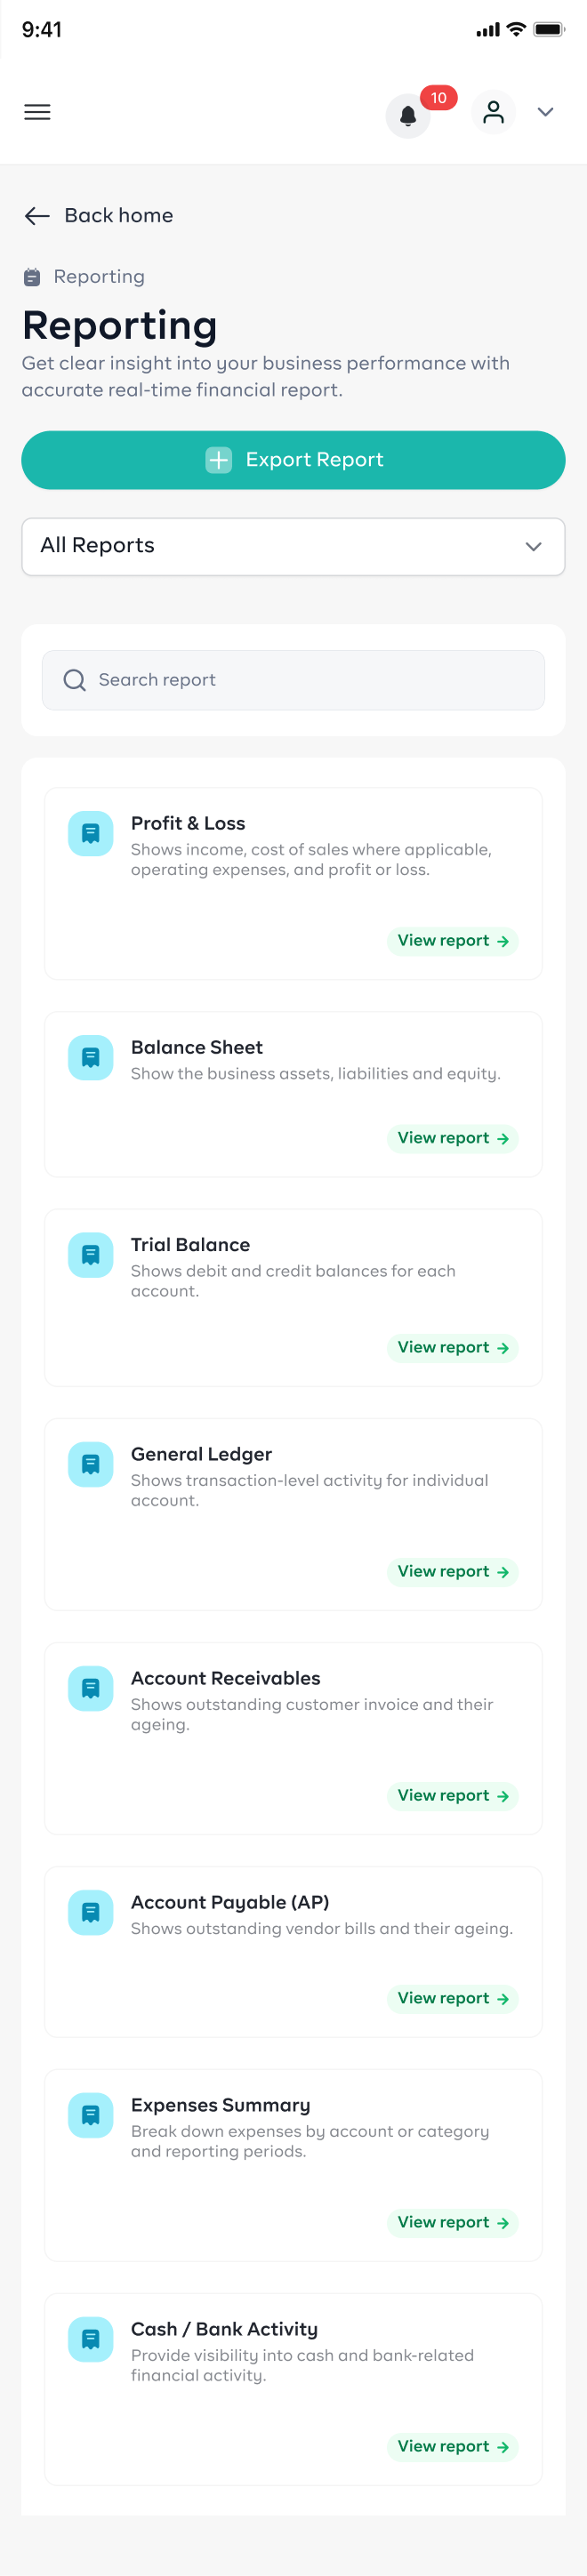 9:41
10
Back home
Reporting
Reporting
Get clear insight into your business performance with
accurate real-time financial report.
Export Report
All Reports
Search report
Profit & Loss
Shows income, cost of sales where applicable,
operating expenses, and profit or loss.
View report
Balance Sheet
Show the business assets, liabilities and equity.
View report
Trial Balance
Shows debit and credit balances for each
account.
View report
General Ledger
Shows transaction-level activity for individual
account.
View report
Account Receivables
Shows outstanding customer invoice and their
ageing.
View report
Account Payable (AP)
Shows outstanding vendor bills and their ageing.
View report
Expenses Summary
Break down expenses by account or category
and reporting periods.
View report
Cash / Bank Activity
Provide visibility into cash and bank-related
financial activity.
View report